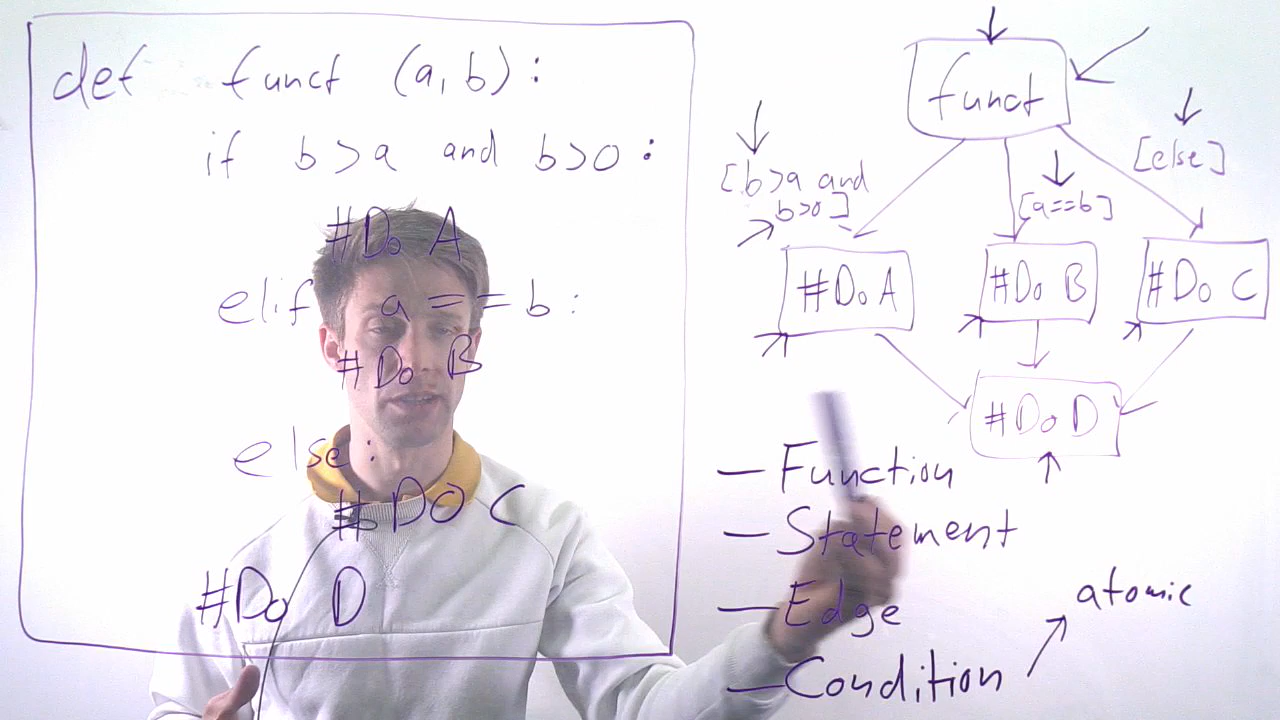 def funct (a,b):
if b>a and b>0:
#Do A
elif a==b:
#Do B
else:
#DO C
#Do D
funct
[b>a and
b>0]
[a==b]
[else]
#Do A
#Do B
#Do C
#Do D
- Function
- Statement
- Edge
- Condition
atomic